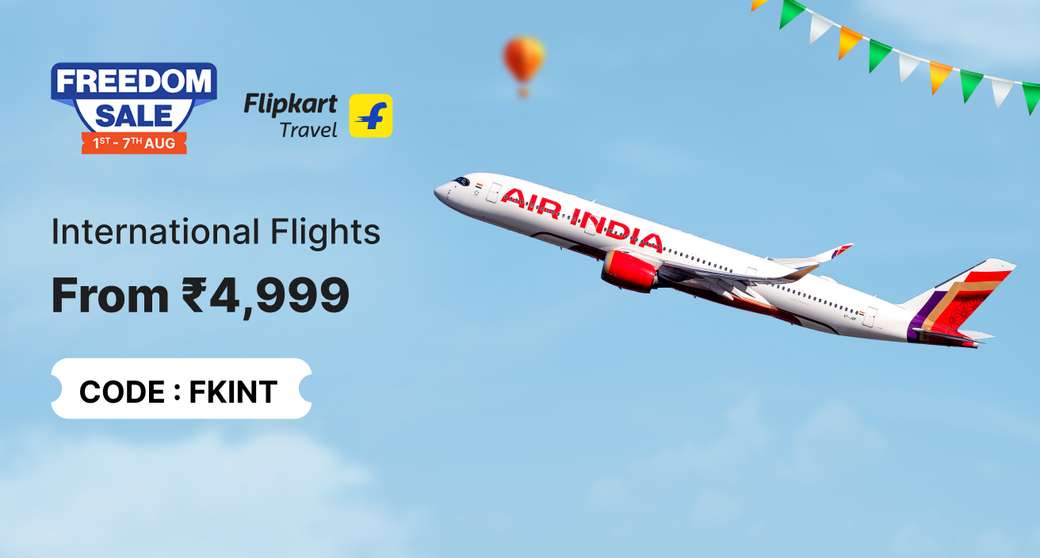 FREEDOM
SALE
1ST - 7TH AUG
Flipkart
Travel
International Flights
From ₹4,999
CODE : FKINT
AIR INDIA